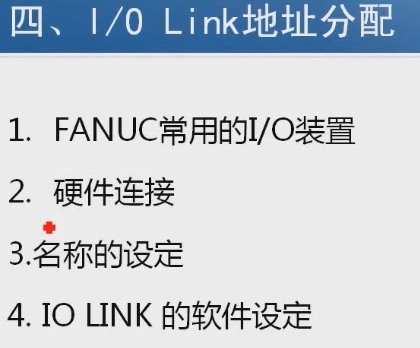 四、I/O Link地址分配
1. FANUC常用的I/O装置
2. 硬件连接
3.名称的设定
4. IO LINK 的软件设定